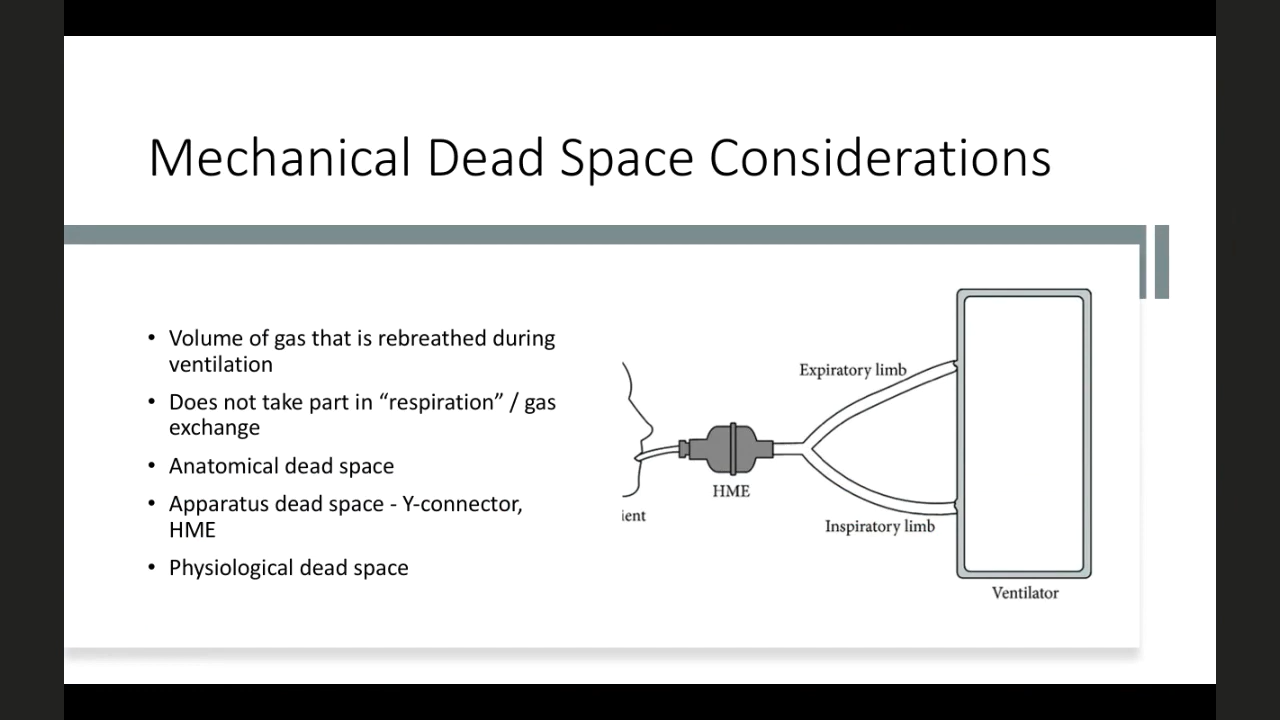 Mechanical Dead Space Considerations
• Volume of gas that is rebreathed during
ventilation
• Does not take part in “respiration” / gas
exchange
• Anatomical dead space
• Apparatus dead space - Y-connector,
HME
• Physiological dead space
Expiratory limb
HME
ient
Inspiratory limb
Ventilator